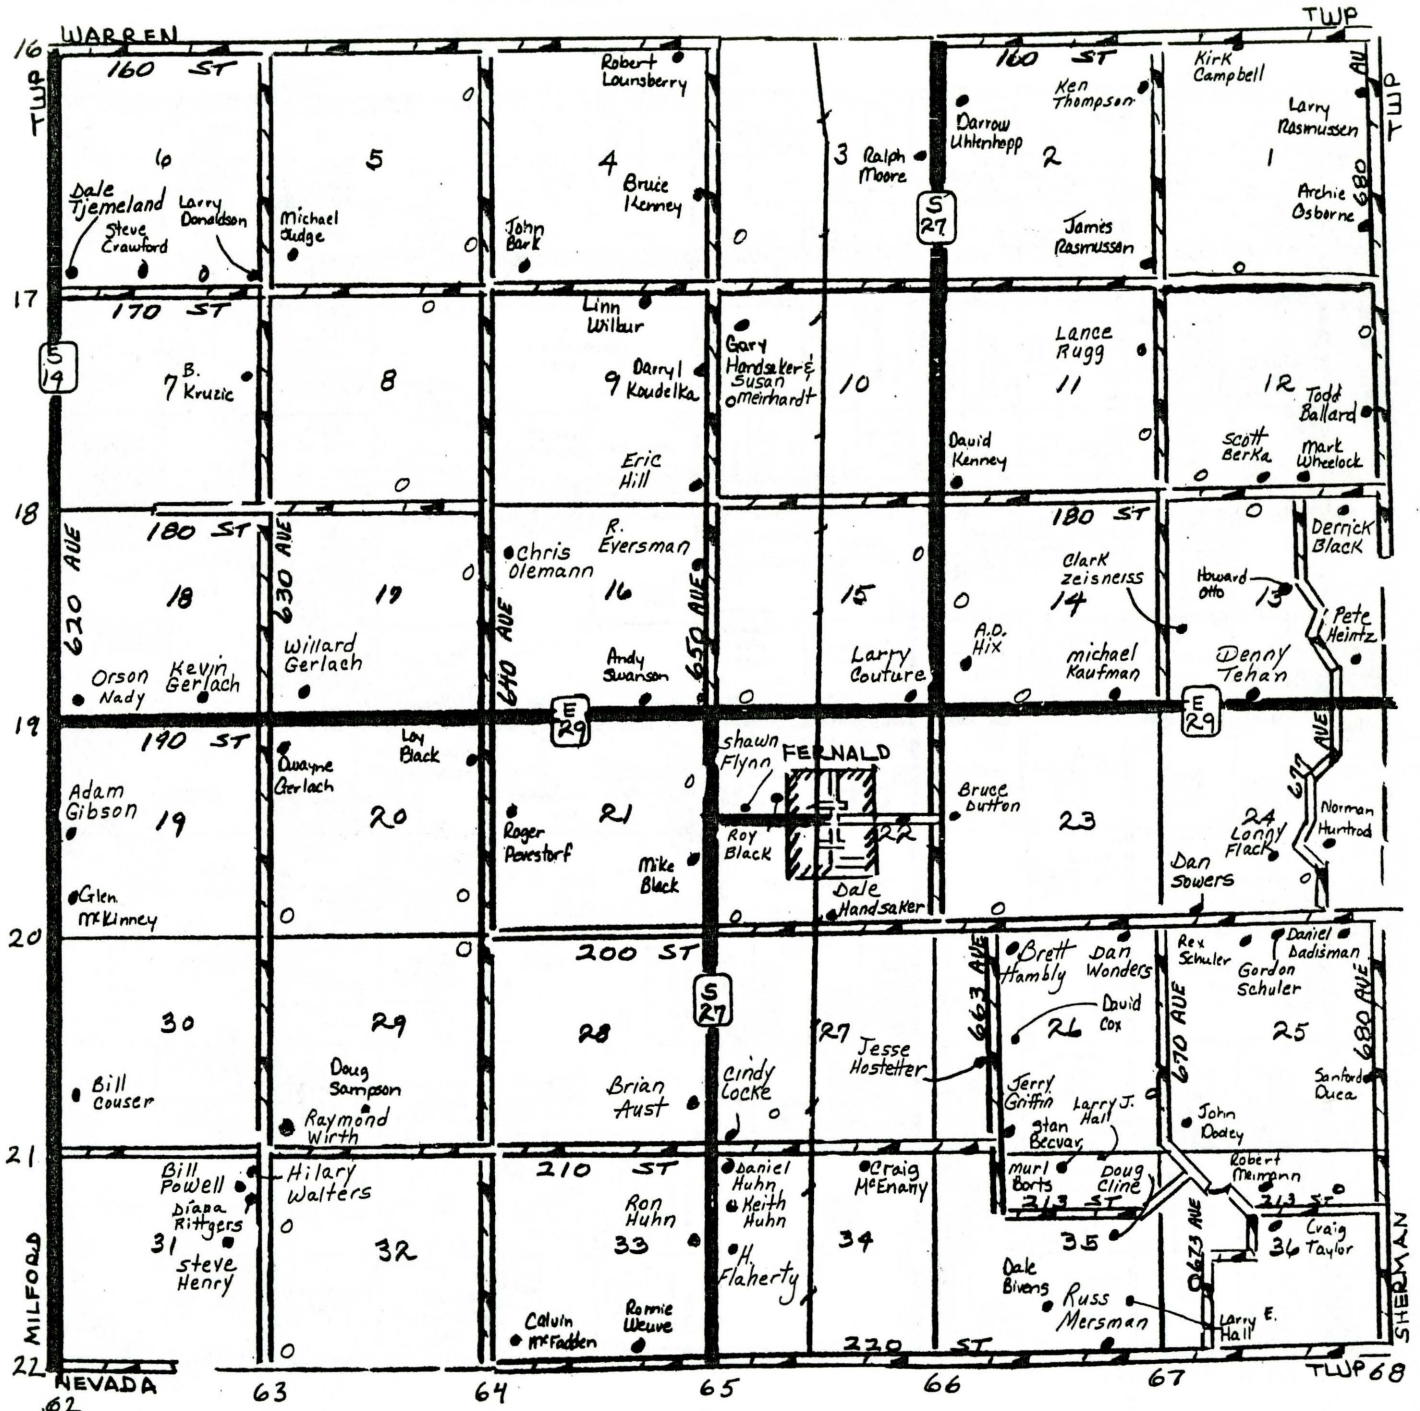 TWP
16
WARREN
160 ST
TWP
Robert
Lounsberry
160 ST
Ken
Thompson
Kirk
Campbell
680 AV
TWP
Darrow
Uhlenhopp
Larry
Rasmussen
6
5
4
3
Ralph
Moore
2
1
Dale
Tjemeland
Larry
Donaldson
Steve
Crawford
Michael
Judge
John
Bark
Bruce
Kenney
S
27
James
Rasmusson
Archie
Osborne
17
170 ST
Linn
Wilbur
S
14
7
B.
Kruzic
8
9
Darryl
Koudelka
Gary
Handsaker &
Susan
Meinhardt
10
Lance
Rugg
11
12
Todd
Ballard
Eric
Hill
David
Kenney
Scott
Berka
Mark
Wheelock
18
180 ST
180 ST
620 AVE
630 AVE
640 AVE
650 AVE
R.
Eversman
Chris
Olemann
Derrick
Black
Clark
Zeisneiss
Howard
Otto
18
17
16
15
14
13
Pete
Heintz
Orson
Nady
Kevin
Gerlach
Willard
Gerlach
Andy
Swanson
Larry
Couture
A.D.
Hix
Michael
Kaufman
Denny
Tehan
19
190 ST
E
29
E
29
677 AVE
Dwayne
Gerlach
Loy
Black
Shawn
Flynn
FERNALD
Adam
Gibson
19
20
Roger
Pevestorf
21
Roy
Black
22
Bruce
Dutton
23
24
Lonny
Flack
Norman
Huntrod
Glen
McKinney
Mike
Black
Dale
Handsaker
Dan
Sowers
20
200 ST
663 AVE
Brett
Hambly
Dan
Wonders
Rex
Schuler
Gordon
Schuler
Daniel
Dadisman
670 AVE
680 AVE
30
29
28
S
27
27
Jesse
Hostetter
David
Cox
26
25
Bill
Couser
Doug
Sampson
Raymond
Wirth
Brian
Aust
Cindy
Locke
Jerry
Griffin
Stan
Becvar
Larry J.
Hall
John
Dodey
Sanford
Duea
21
210 ST
Bill
Powell
Hilary
Walters
Diana
Rittgers
Daniel
Huhn
Keith
Huhn
Craig
McEnany
Murl
Borts
Doug
Cline
213 ST
Robert
Meimann
213 ST
Ron
Huhn
31
Steve
Henry
32
33
34
H.
Flaherty
35
673 AVE
36
Craig
Taylor
Dale
Bivens
Russ
Mersman
Larry E.
Hall
MILFORD
Calvin
McFadden
Ronnie
Weuve
220 ST
SHERMAN
22
NEVADA
TWP
62
63
64
65
66
67
68